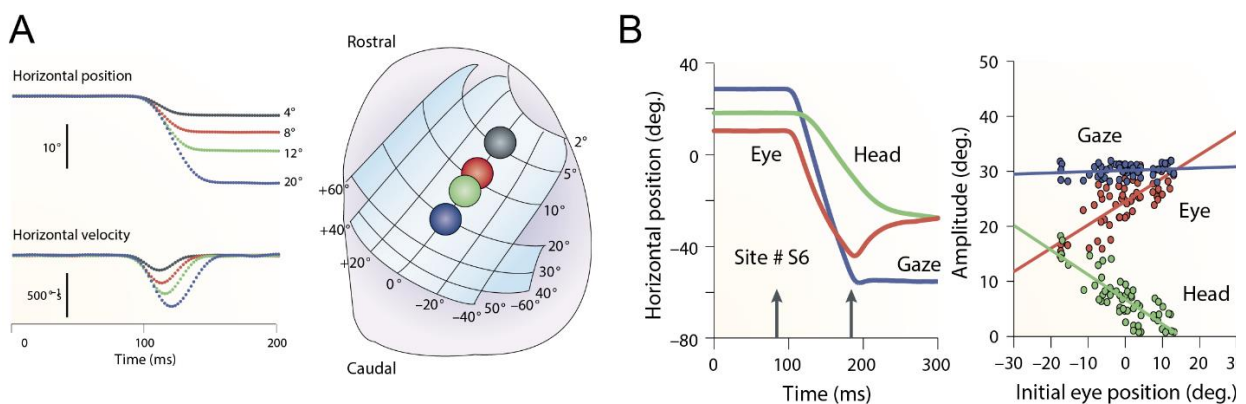 A
Horizontal position
10°
4°
8°
12°
20°
Horizontal velocity
500°s⁻¹
0
100
200
Time (ms)
Rostral
2°
5°
10°
20°
30°
40°
+60°
+40°
+20°
0°
–20°
–40°
50°
–60°
Caudal
B
Horizontal position (deg.)
40
0
–40
–80
Eye
Head
Site # S6
Gaze
0
100
200
300
Time (ms)
Amplitude (deg.)
50
40
30
20
10
0
Gaze
Eye
Head
–30
–20
–10
0
10
20
30
Initial eye position (deg.)